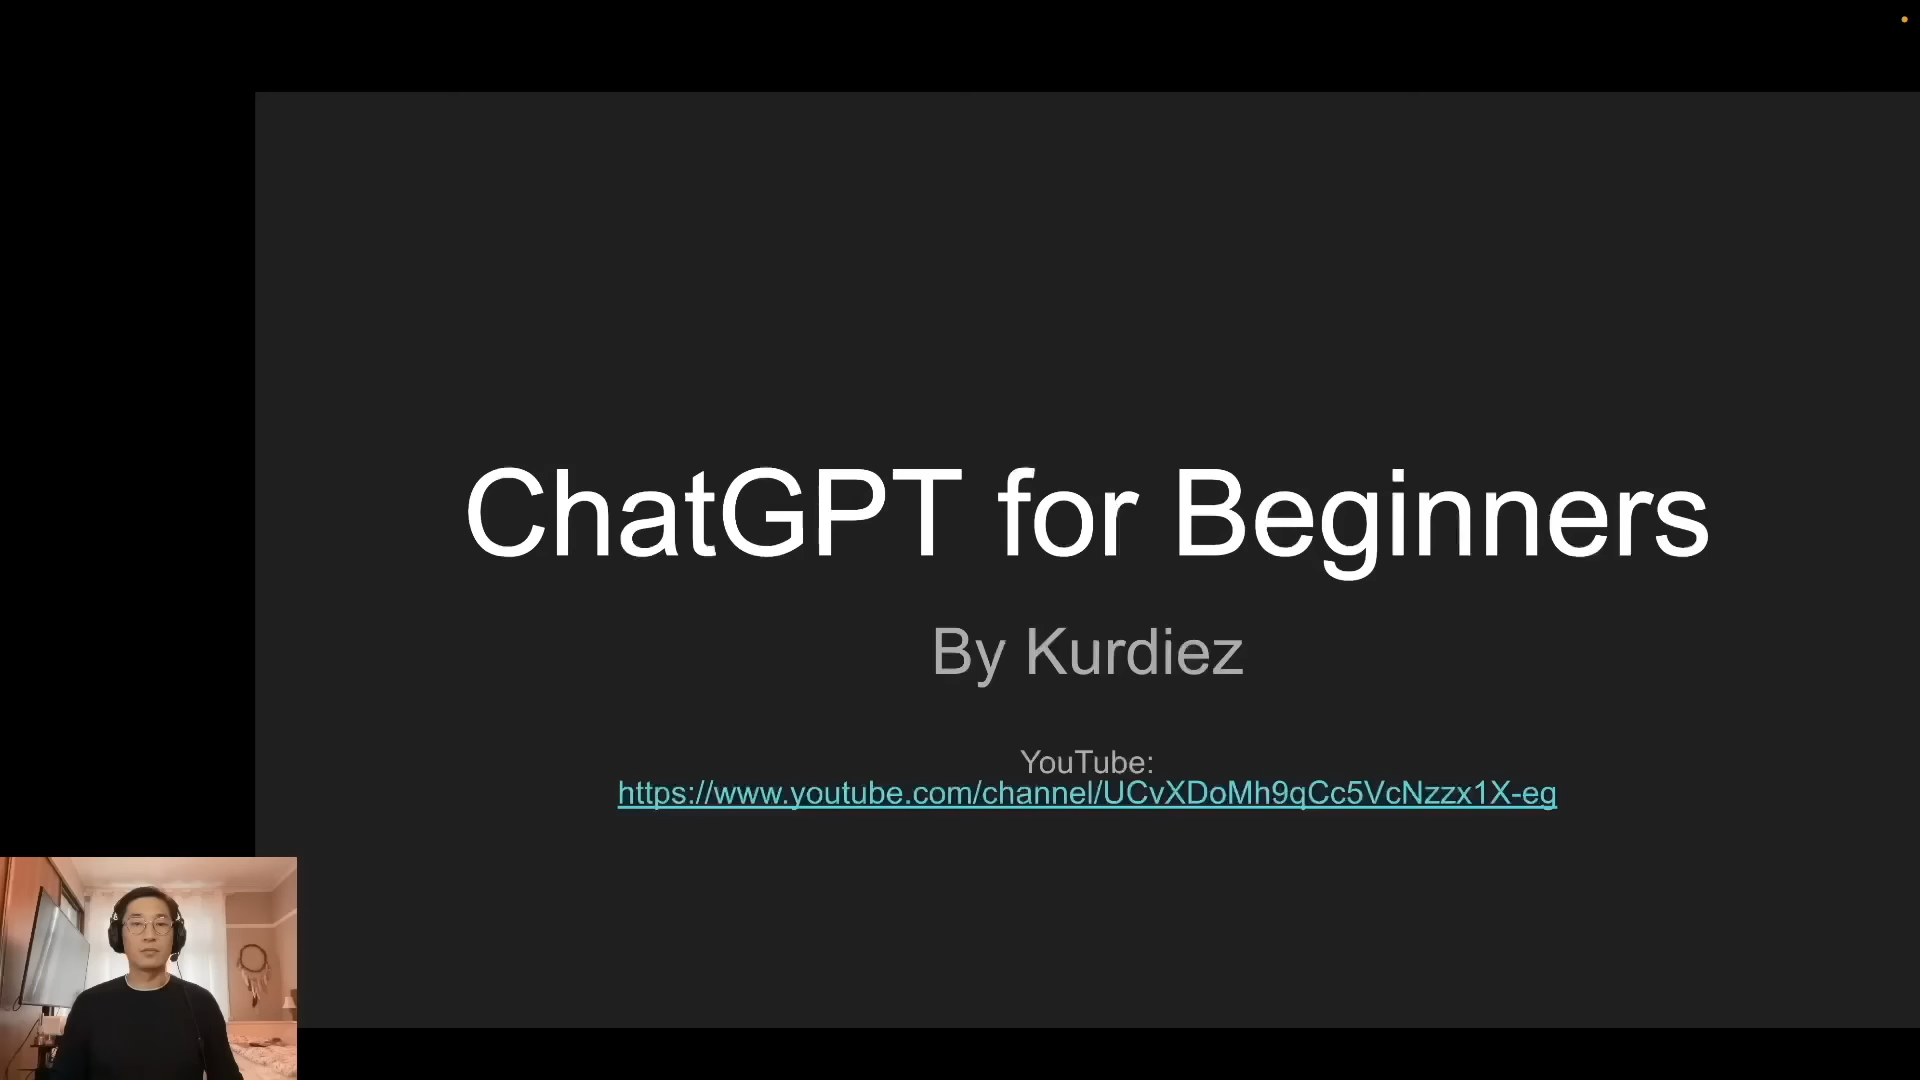 ChatGPT for Beginners
By Kurdiez
YouTube:
https://www.youtube.com/channel/UCvXDoMh9qCc5VcNzzx1X-eg